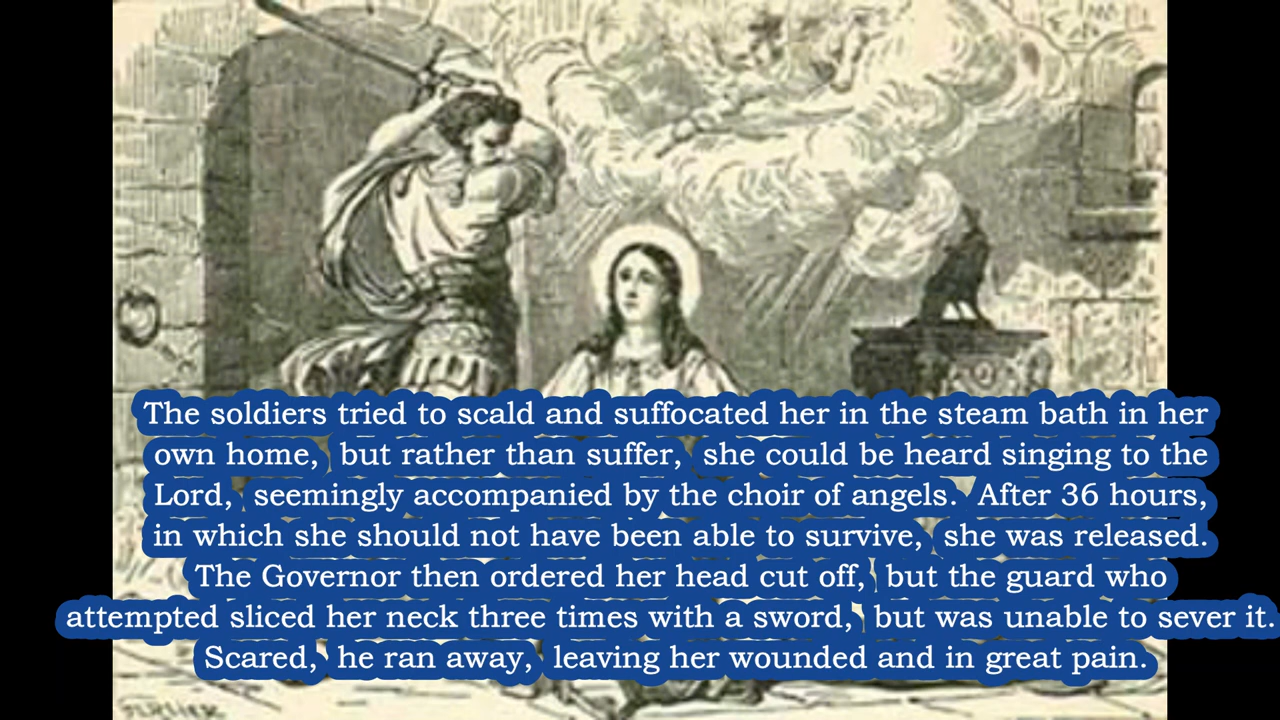 The soldiers tried to scald and suffocated her in the steam bath in her
own home, but rather than suffer, she could be heard singing to the
Lord, seemingly accompanied by the choir of angels. After 36 hours,
in which she should not have been able to survive, she was released.
The Governor then ordered her head cut off, but the guard who
attempted sliced her neck three times with a sword, but was unable to sever it.
Scared, he ran away, leaving her wounded and in great pain.